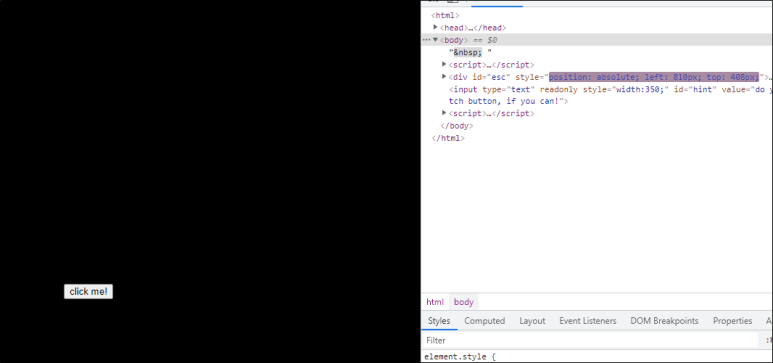 click me!
<html>
<head>…</head>
<body> == $0
"&nbsp; "
<script>…</script>
<div id="esc" style="position: absolute; left: 810px; top: 408px;">…
<input type="text" readonly style="width:350;" id="hint" value="do y
tch button, if you can!">
<script>…</script>
</body>
</html>
html body
Styles Computed Layout Event Listeners DOM Breakpoints Properties A
Filter
element.style {